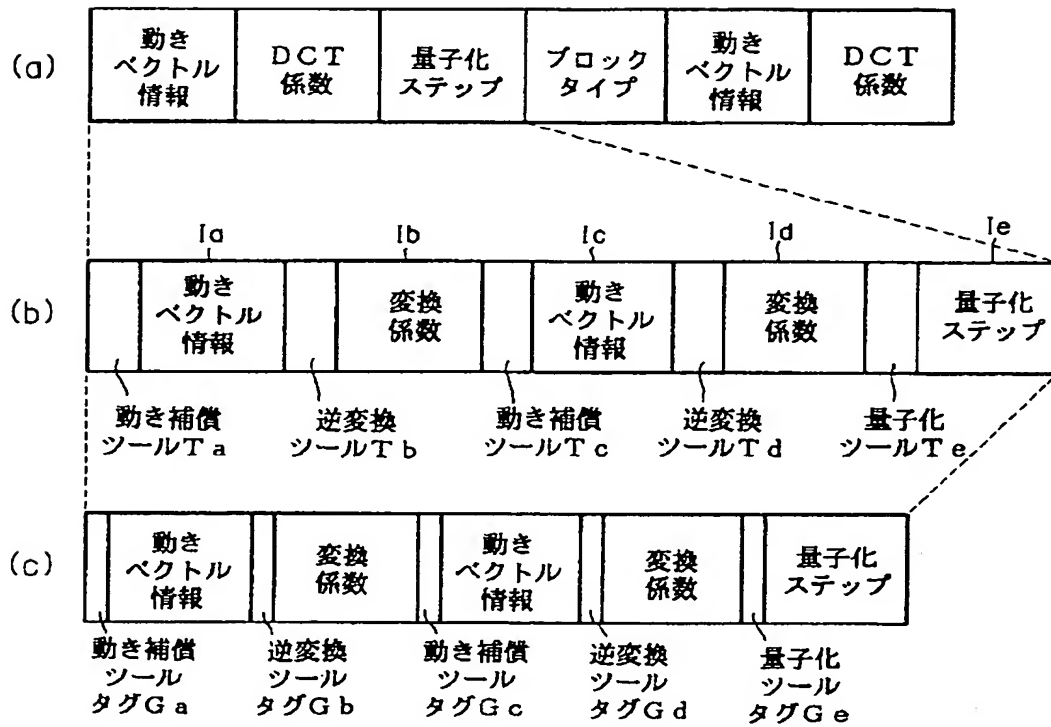 (a)
動き
ベクトル
情報
DCT
係数
量子化
ステップ
ブロック
タイプ
動き
ベクトル
情報
DCT
係数
(b)
Ia
動き
ベクトル
情報
Ib
変換
係数
Ic
動き
ベクトル
情報
Id
変換
係数
Ie
量子化
ステップ
動き補償
ツールTa
逆変換
ツールTb
動き補償
ツールTc
逆変換
ツールTd
量子化
ツールTe
(c)
動き
ベクトル
情報
変換
係数
動き
ベクトル
情報
変換
係数
量子化
ステップ
動き補償
ツール
タグGa
逆変換
ツール
タグGb
動き補償
ツール
タグGc
逆変換
ツール
タグGd
量子化
ツール
タグGe